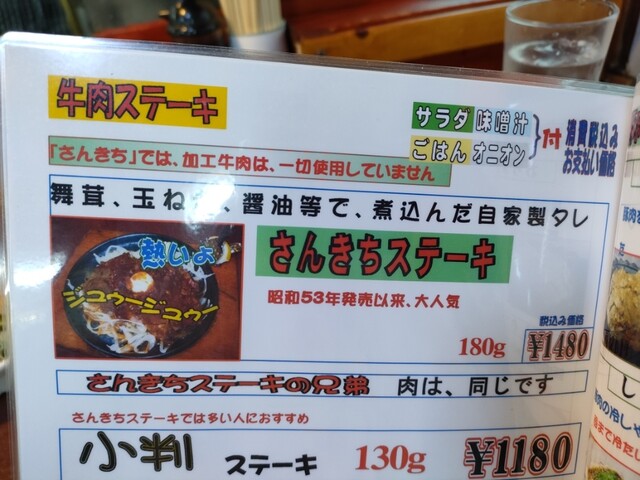 牛肉ステーキ
サラダ 味噌汁
ごはん オニオン
付
消費税込み
お支払い価格
「さんきち」では、加工牛肉は、一切使用していません
舞茸、玉ね、醤油等で、煮込んだ自家製タレ
熱いよ
ジュゥージュゥー
さんきちステーキ
昭和53年発売以来、大人気
税込み価格
180g ¥1480
さんきちステーキの兄弟 肉は、同じです
さんきちステーキでは多い人におすすめ
小判 ステーキ 130g ¥1180